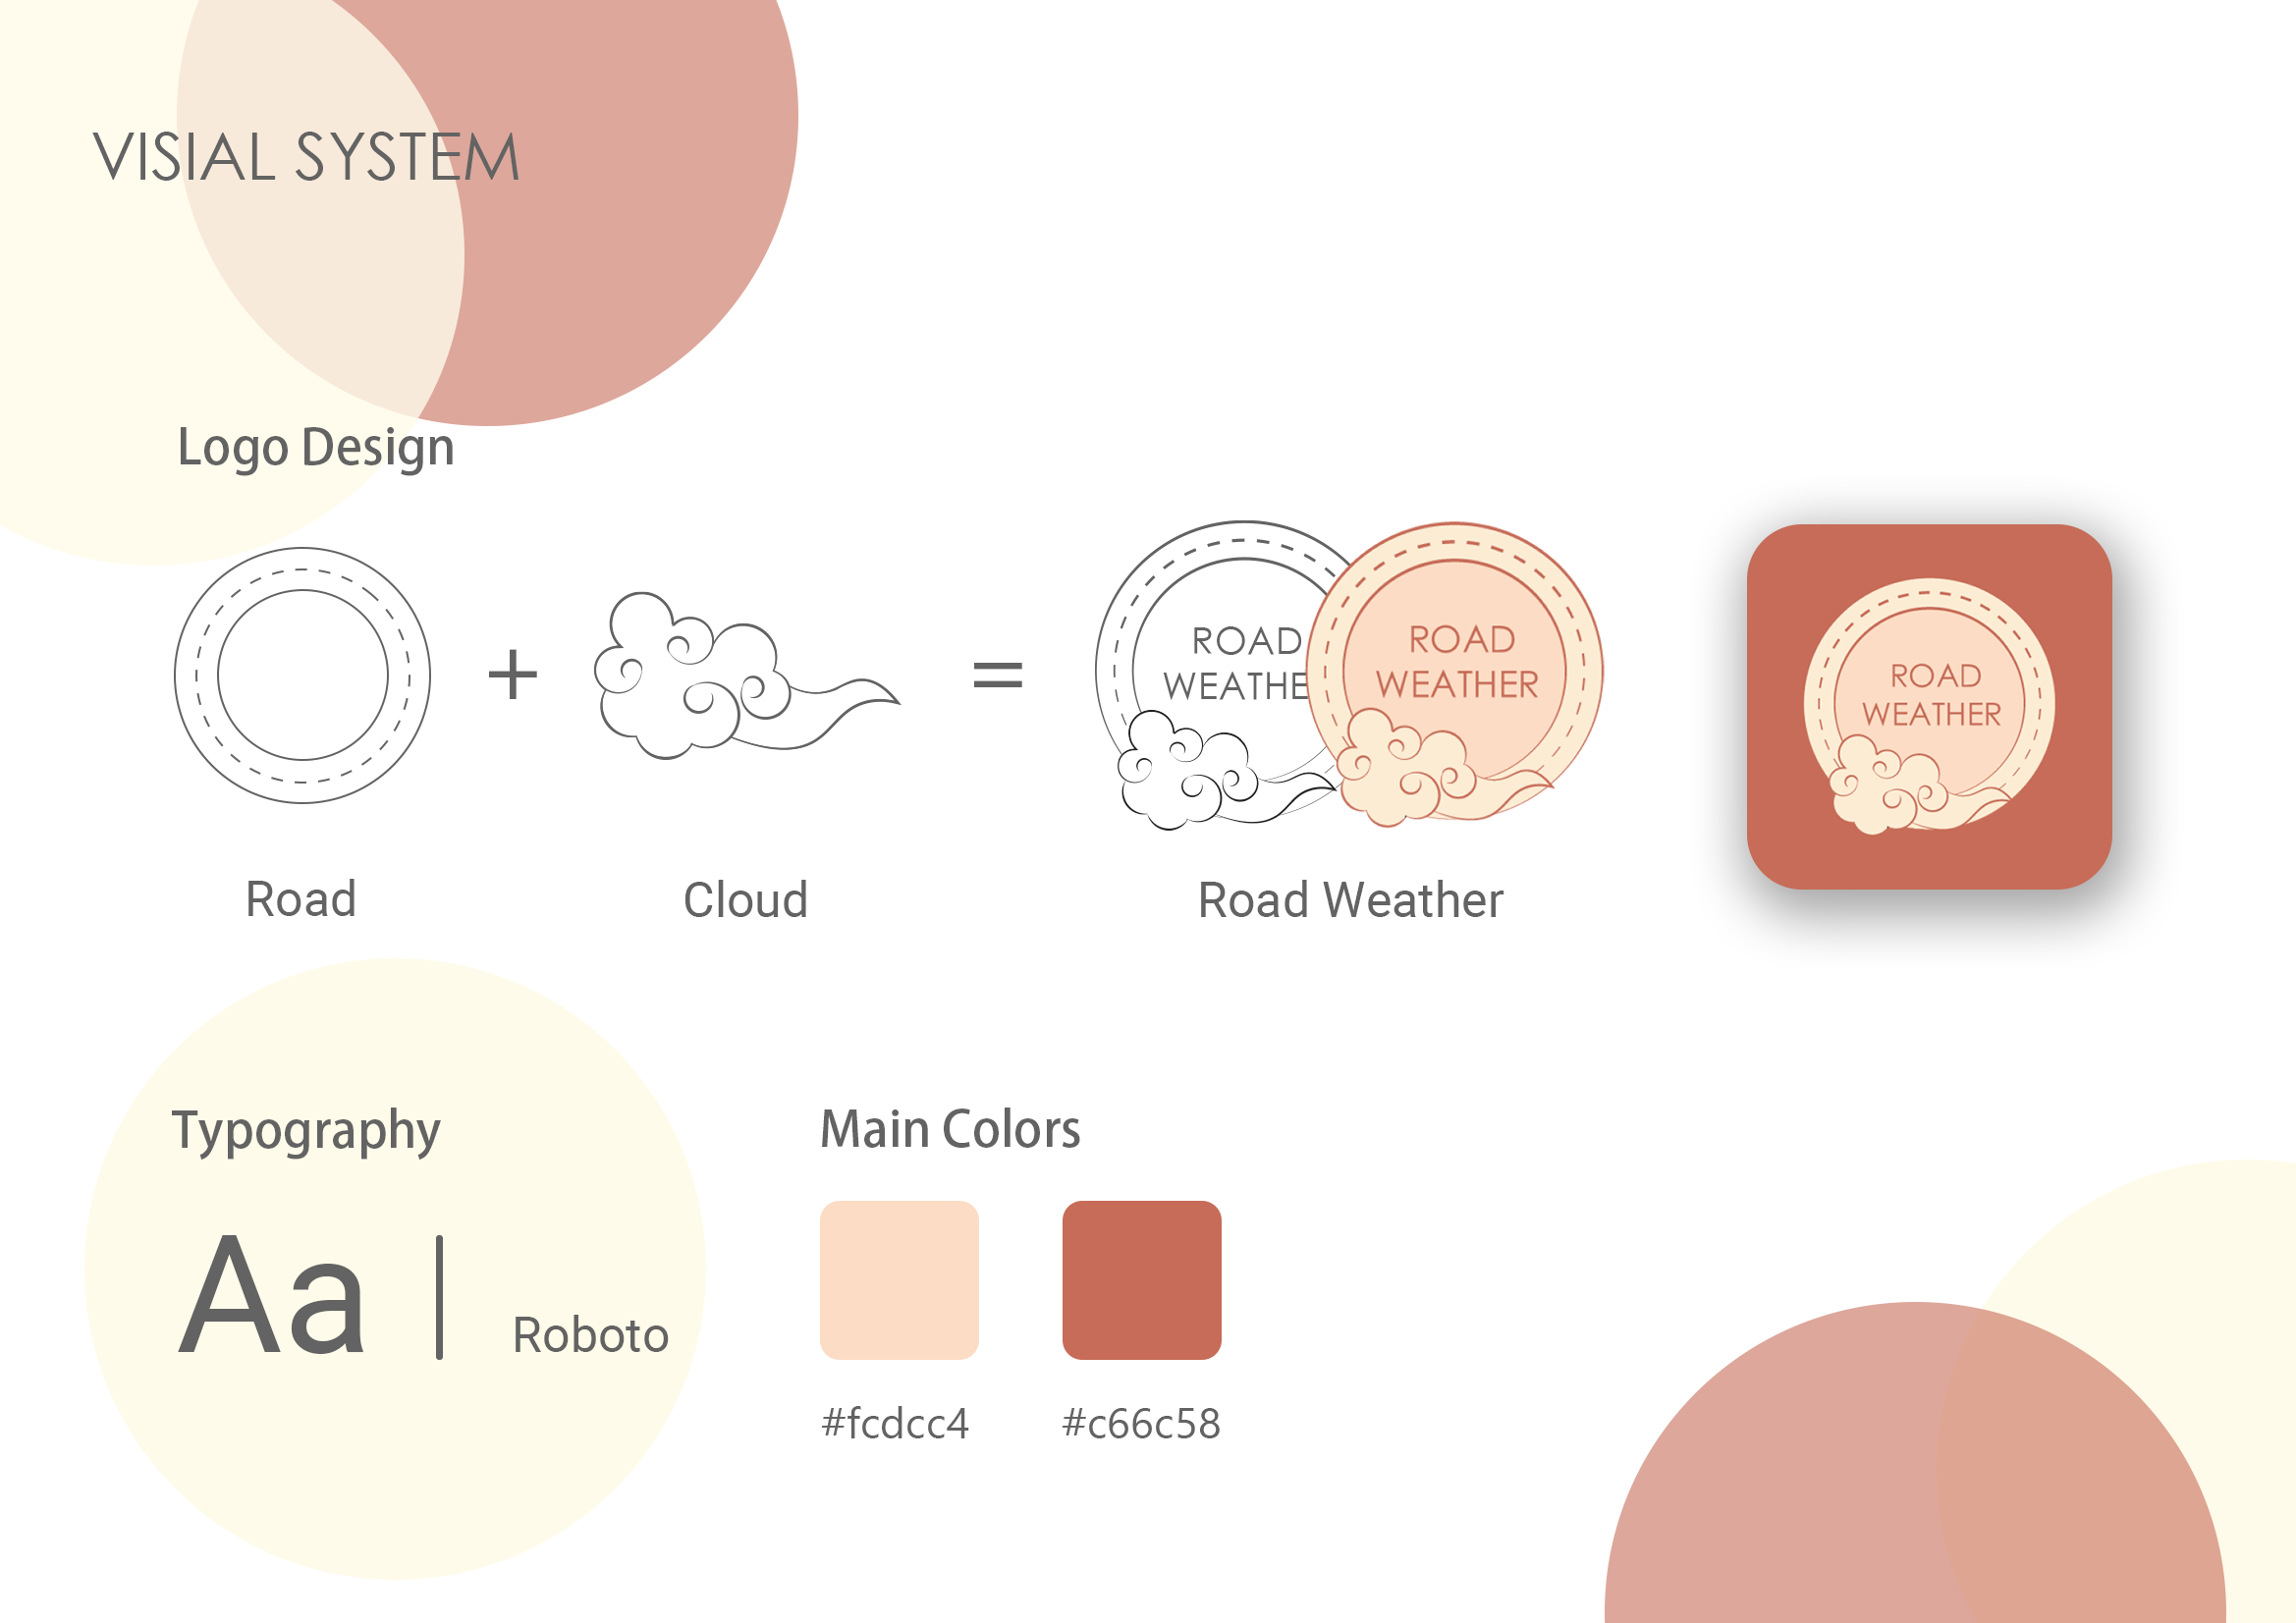 VISIAL SYSTEM
Logo Design
+
=
ROAD
WEATHE
ROAD
WEATHER
ROAD
WEATHER
Road
Cloud
Road Weather
Typography
Aa | Roboto
Main Colors
#fcdcc4
#c66c58